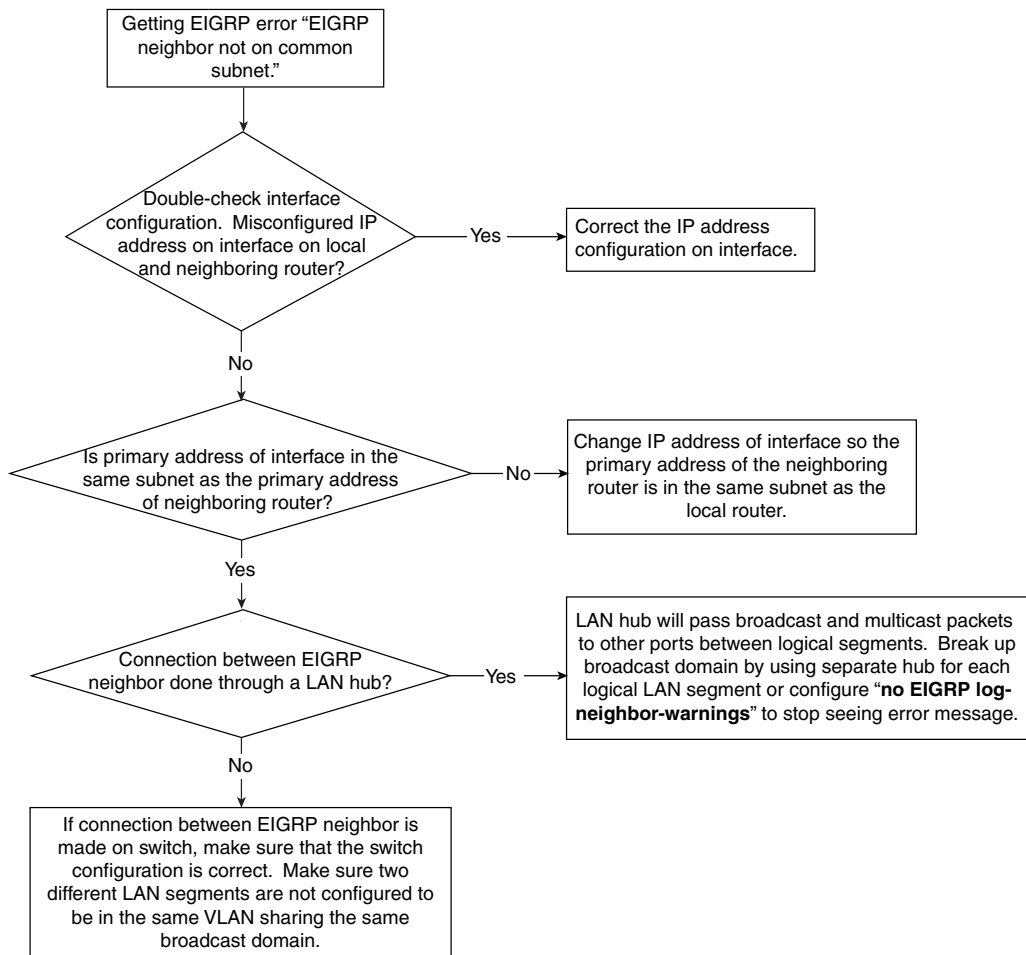 Getting EIGRP error “EIGRP
neighbor not on common
subnet.”
Double-check interface
configuration. Misconfigured IP
address on interface on local
and neighboring router?
Yes
Correct the IP address
configuration on interface.
No
Is primary address of interface in the
same subnet as the primary address
of neighboring router?
No
Change IP address of interface so the
primary address of the neighboring
router is in the same subnet as the
local router.
Yes
Connection between EIGRP
neighbor done through a LAN hub?
Yes
LAN hub will pass broadcast and multicast packets
to other ports between logical segments. Break up
broadcast domain by using separate hub for each
logical LAN segment or configure “no EIGRP log-
neighbor-warnings” to stop seeing error message.
No
If connection between EIGRP neighbor is
made on switch, make sure that the switch
configuration is correct. Make sure two
different LAN segments are not configured to
be in the same VLAN sharing the same
broadcast domain.